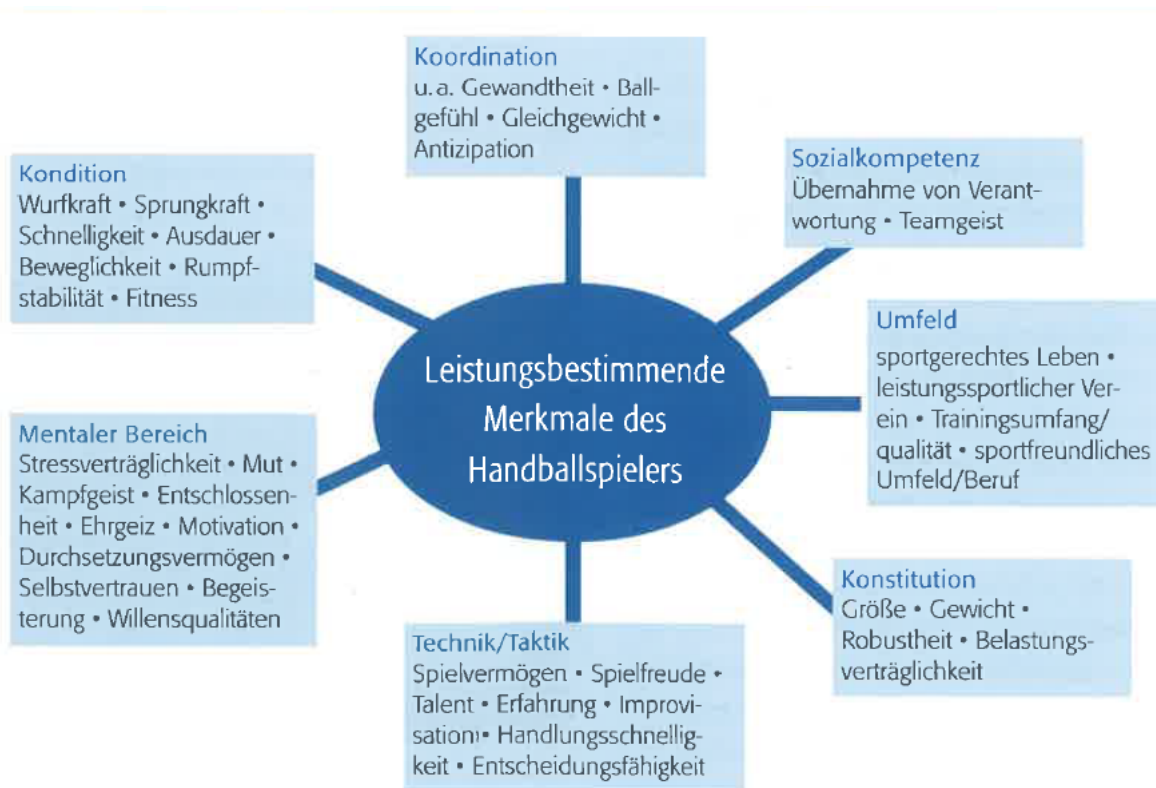 Koordination
u. a. Gewandtheit • Ball-
gefühl • Gleichgewicht •
Antizipation
Kondition
Wurfkraft • Sprungkraft •
Schnelligkeit • Ausdauer •
Beweglichkeit • Rumpf-
stabilität • Fitness
Sozialkompetenz
Übernahme von Verant-
wortung • Teamgeist
Leistungsbestimmende
Merkmale des
Handballspielers
Umfeld
sportgerechtes Leben •
leistungssportlicher Ver-
ein • Trainingsumfang/
qualität • sportfreundliches
Umfeld/Beruf
Mentaler Bereich
Stressverträglichkeit • Mut •
Kampfgeist • Entschlossen-
heit • Ehrgeiz • Motivation •
Durchsetzungsvermögen •
Selbstvertrauen • Begeis-
terung • Willensqualitäten
Konstitution
Größe • Gewicht •
Robustheit • Belastungs-
verträglichkeit
Technik/Taktik
Spielvermögen • Spielfreude •
Talent • Erfahrung • Improvi-
sation • Handlungsschnellig-
keit • Entscheidungsfähigkeit